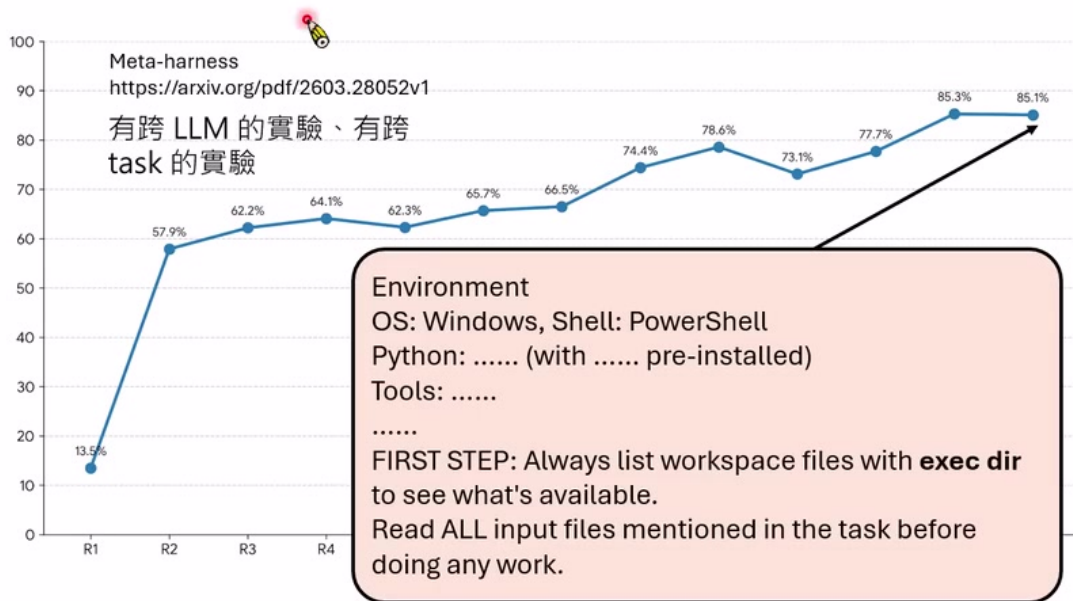 100
90
80
70
60
50
40
30
20
10
0
Meta-harness
https://arxiv.org/pdf/2603.28052v1
有跨 LLM 的實驗、有跨
task 的實驗
13.5%
57.9%
62.2%
64.1%
62.3%
65.7%
66.5%
74.4%
78.6%
73.1%
77.7%
85.3%
85.1%
R1
R2
R3
R4
Environment
OS: Windows, Shell: PowerShell
Python: …… (with …… pre-installed)
Tools: ……
……
FIRST STEP: Always list workspace files with exec dir
to see what's available.
Read ALL input files mentioned in the task before
doing any work.